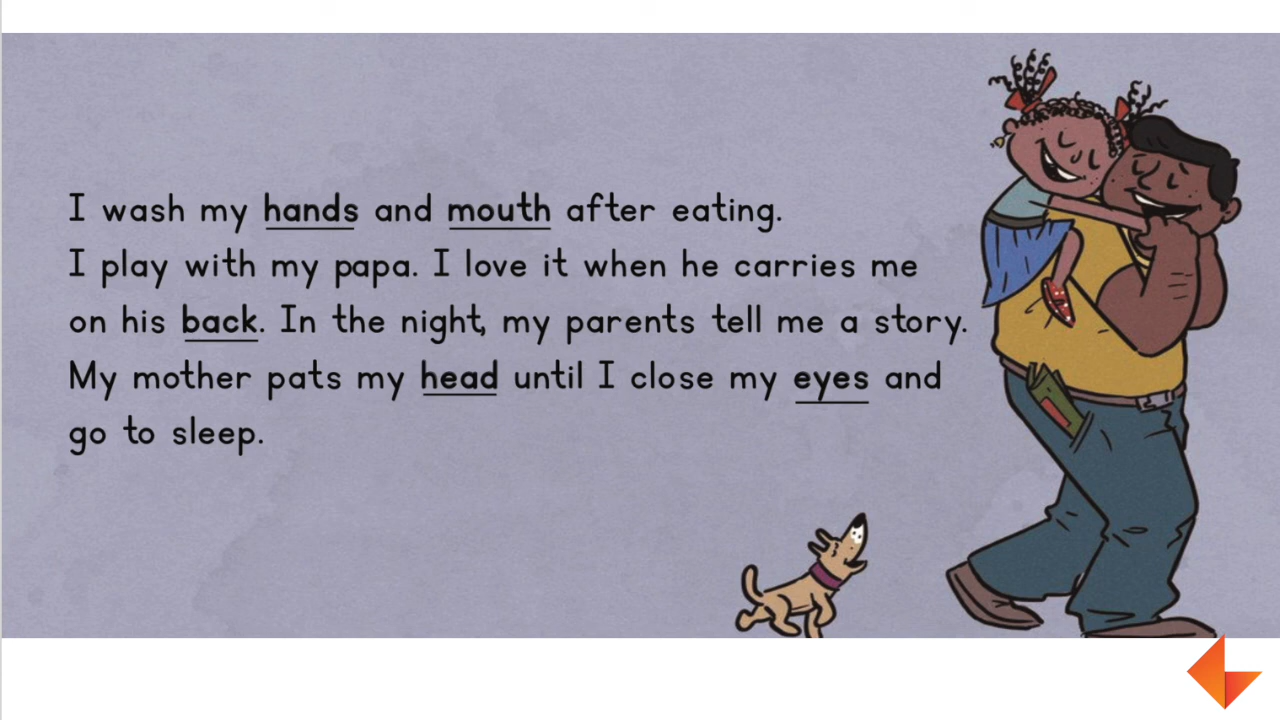 I wash my hands and mouth after eating.
I play with my papa. I love it when he carries me
on his back. In the night, my parents tell me a story.
My mother pats my head until I close my eyes and
go to sleep.